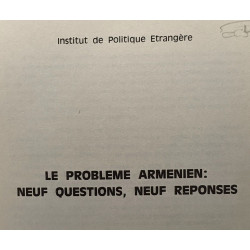 Institut de Politique Etrangère
LE PROBLEME ARMENIEN:
NEUF QUESTIONS, NEUF REPONSES